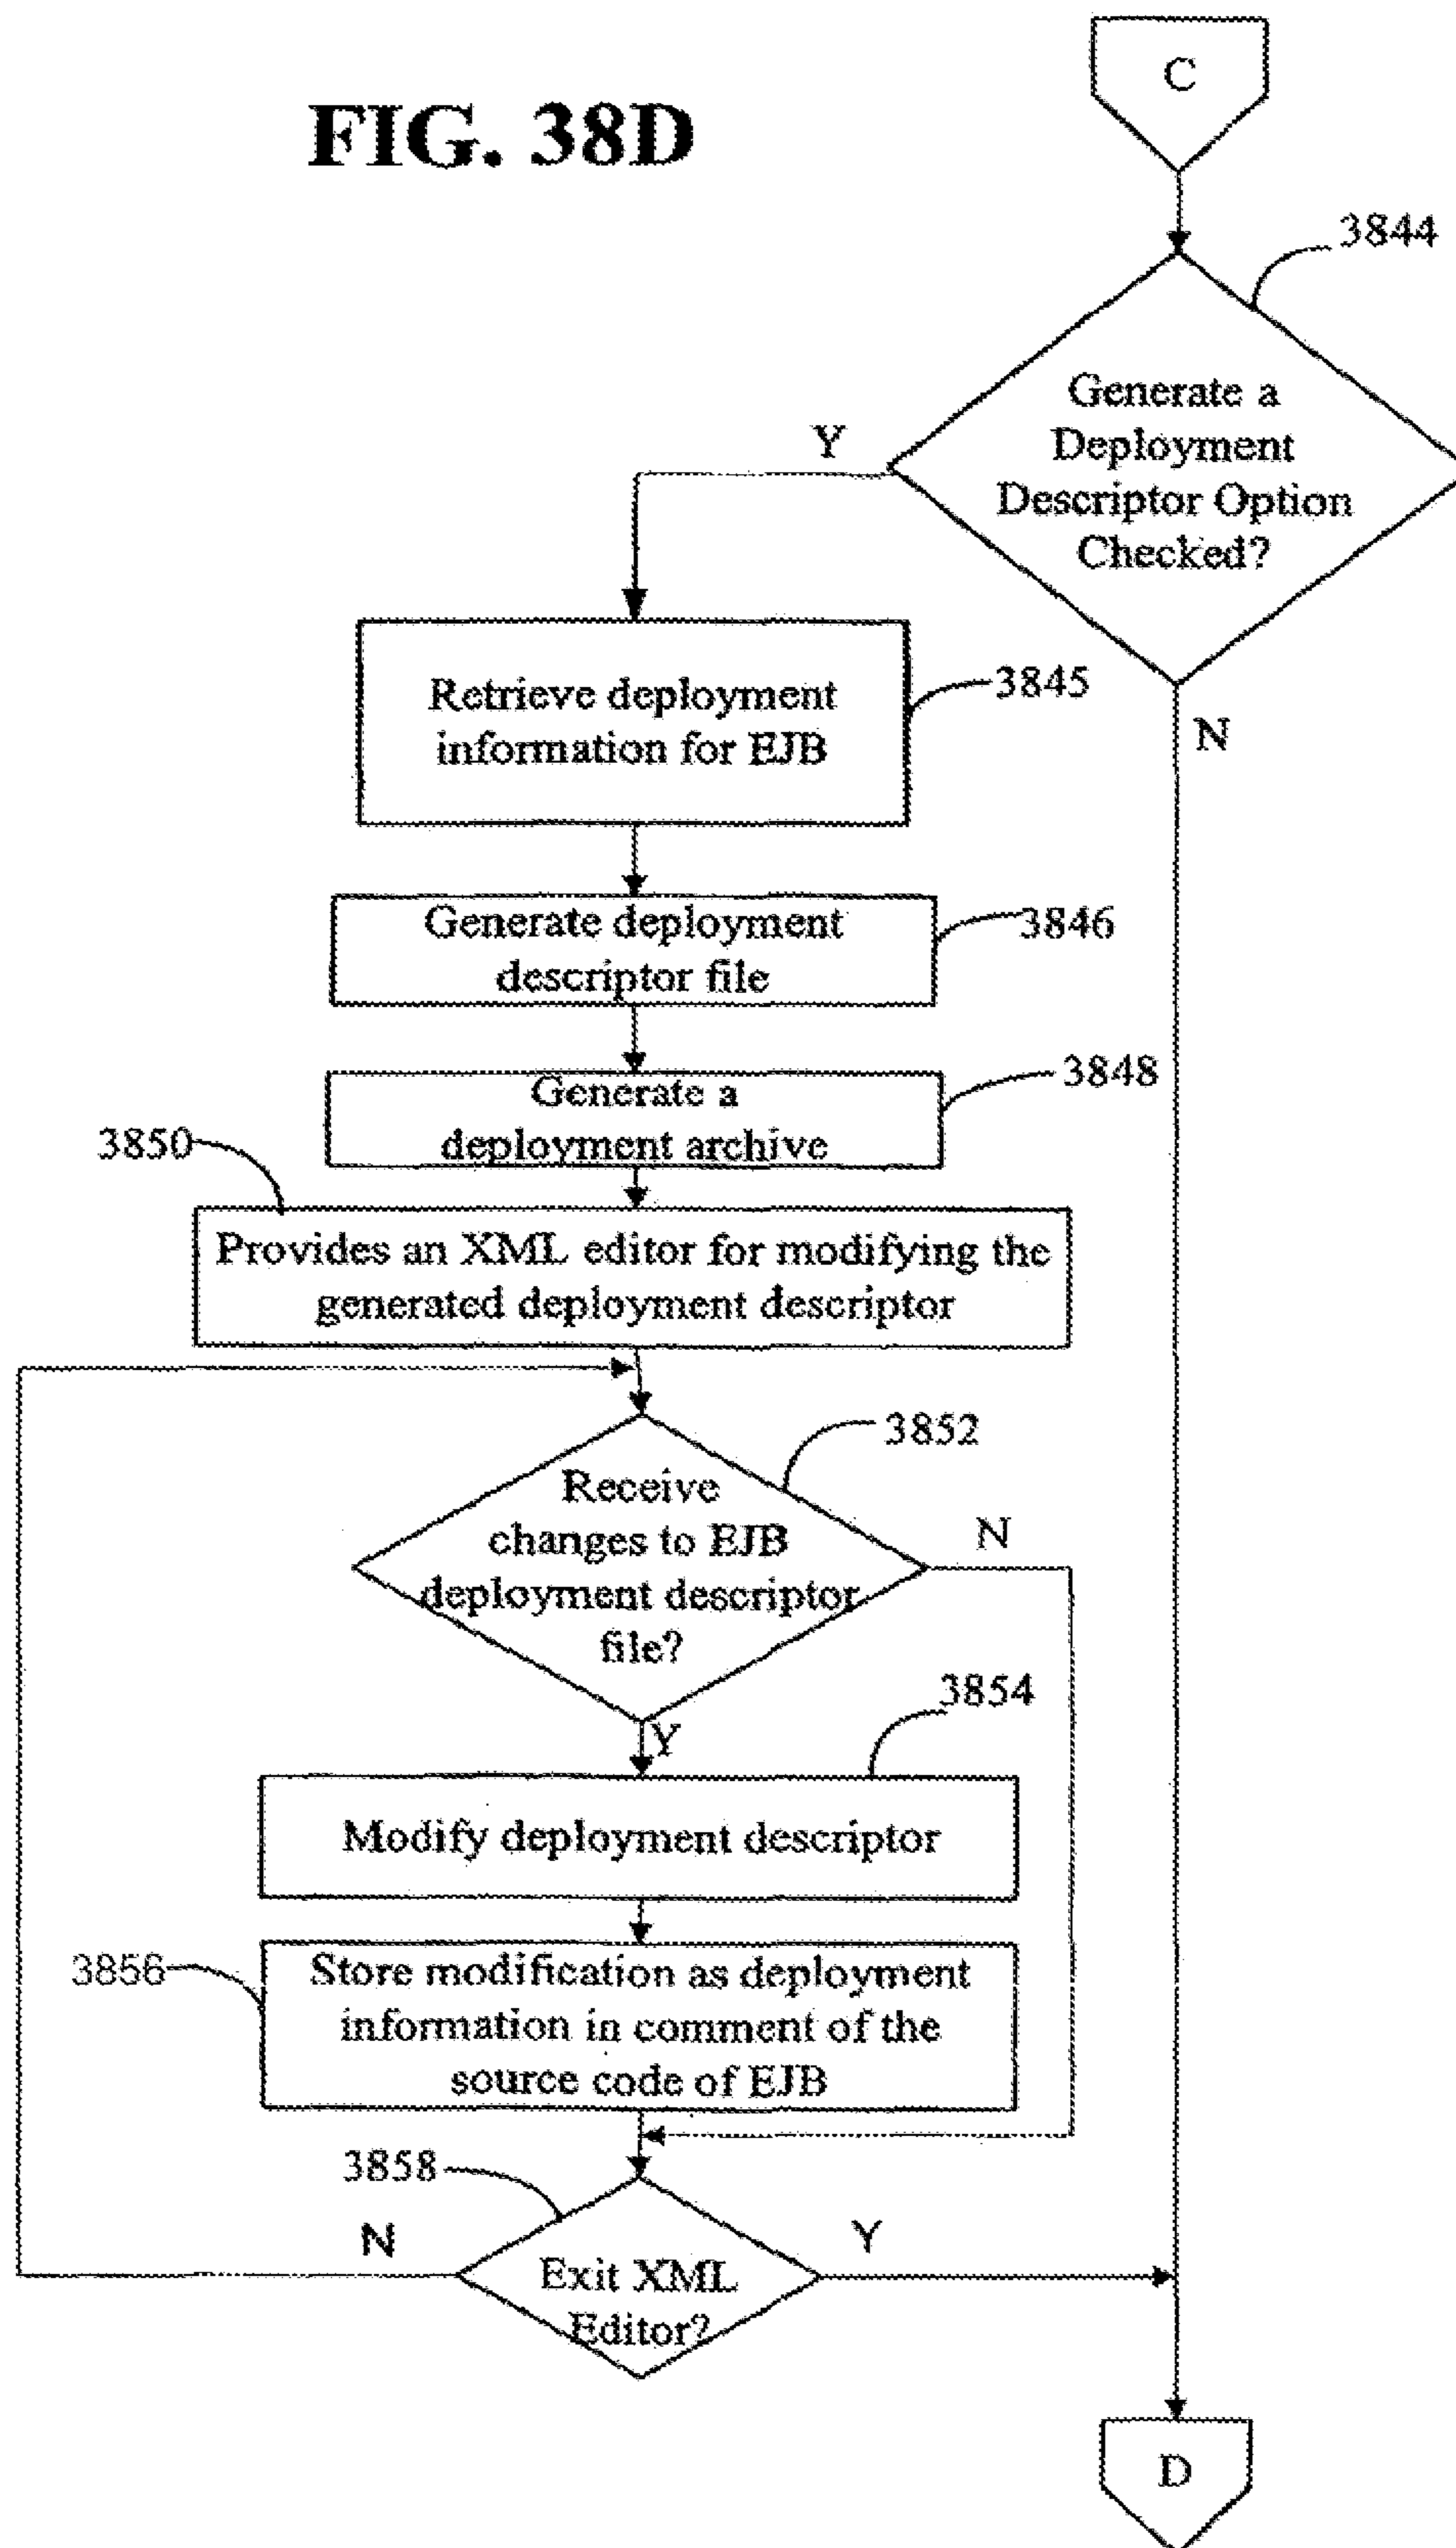 FIG. 38D
C
3844
Generate a
Deployment
Descriptor Option
Checked?
Y
N
Retrieve deployment
information for EJB
3845
Generate deployment
descriptor file
3846
Generate a
deployment archive
3848
3850
Provides an XML editor for modifying the
generated deployment descriptor
3852
Receive
changes to EJB
deployment descriptor
file?
N
Y
3854
Modify deployment descriptor
3856
Store modification as deployment
information in comment of the
source code of EJB
3858
N
Y
Exit XML
Editor?
D